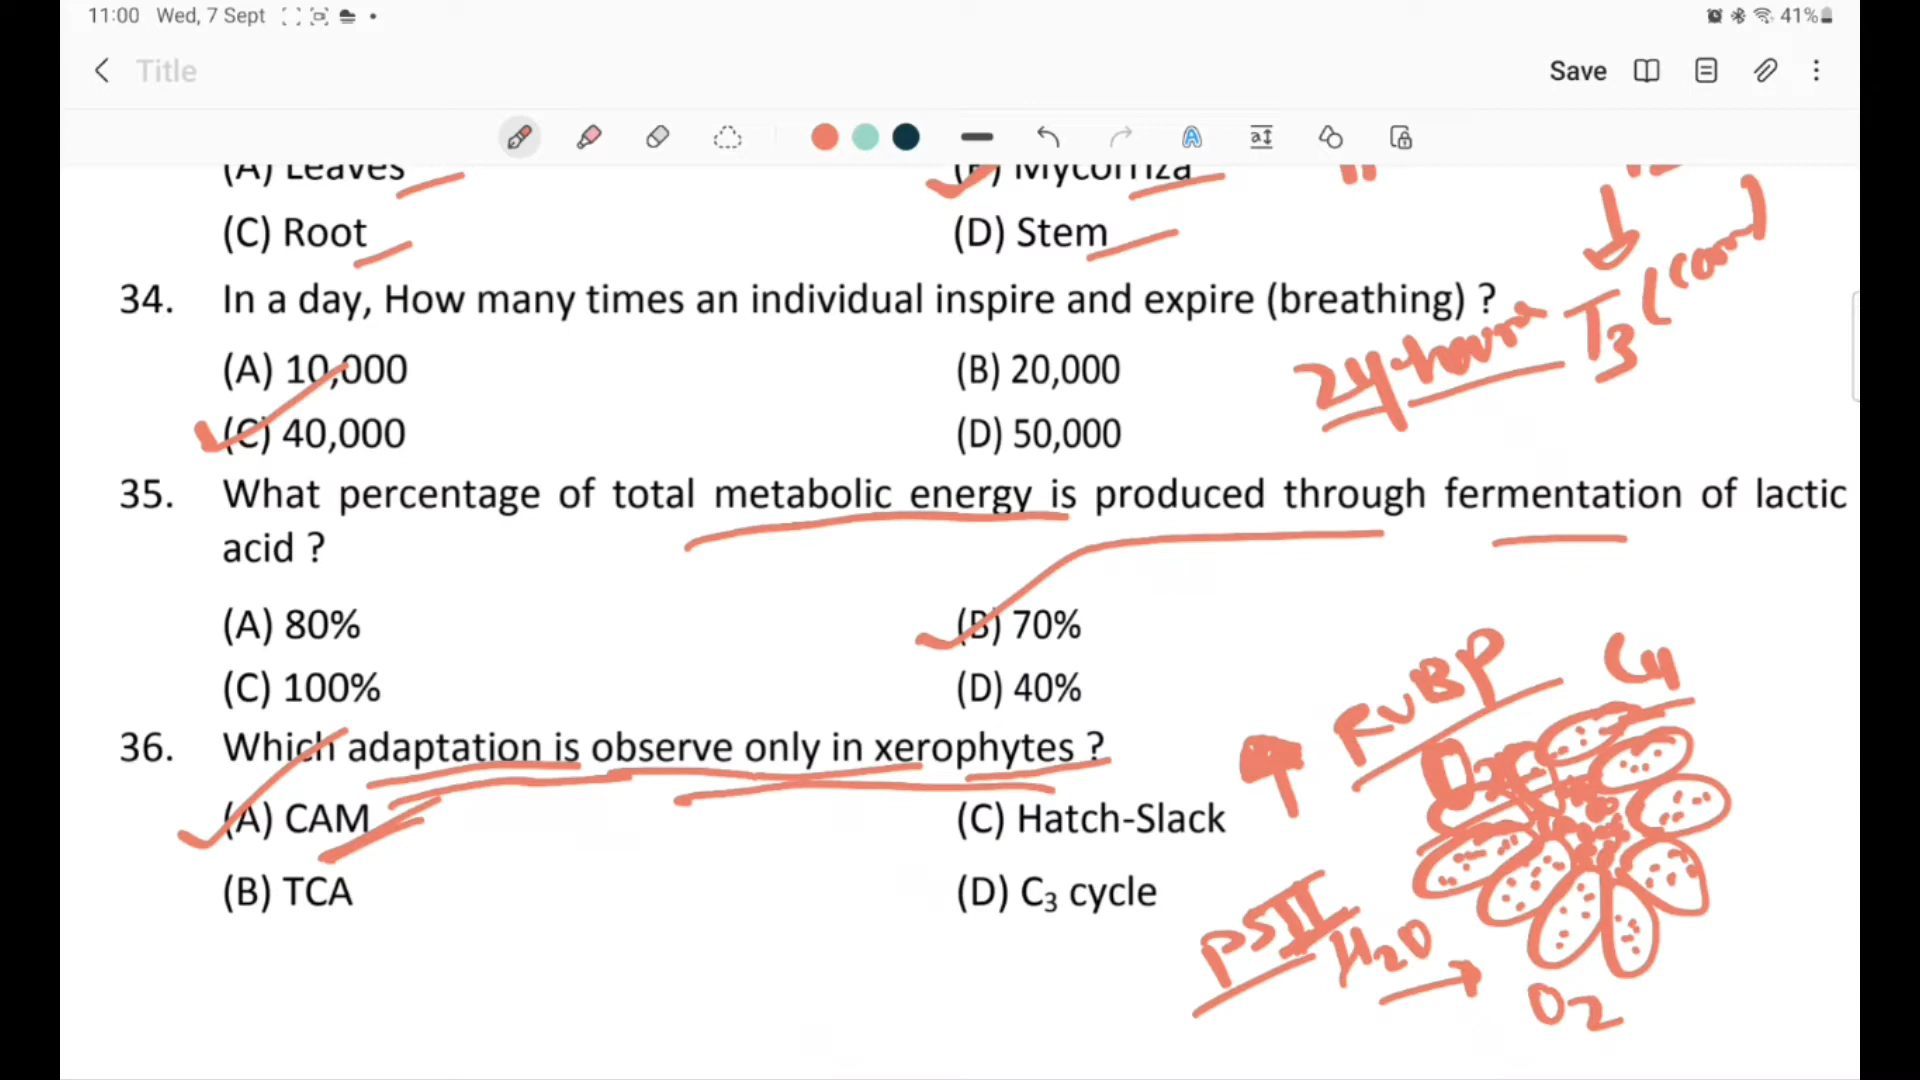 11:00 Wed, 7 Sept 41%
Title
Save
(A) Leaves (B) Mycorriza
(C) Root (D) Stem
34. In a day, How many times an individual inspire and expire (breathing) ?
(A) 10,000 (B) 20,000
(C) 40,000 (D) 50,000
24 hours T3
35. What percentage of total metabolic energy is produced through fermentation of lactic
acid ?
(A) 80% (B) 70%
(C) 100% (D) 40%
RuBP C4
36. Which adaptation is observe only in xerophytes ?
(A) CAM (C) Hatch-Slack
(B) TCA (D) C₃ cycle
PSII H2O
O2